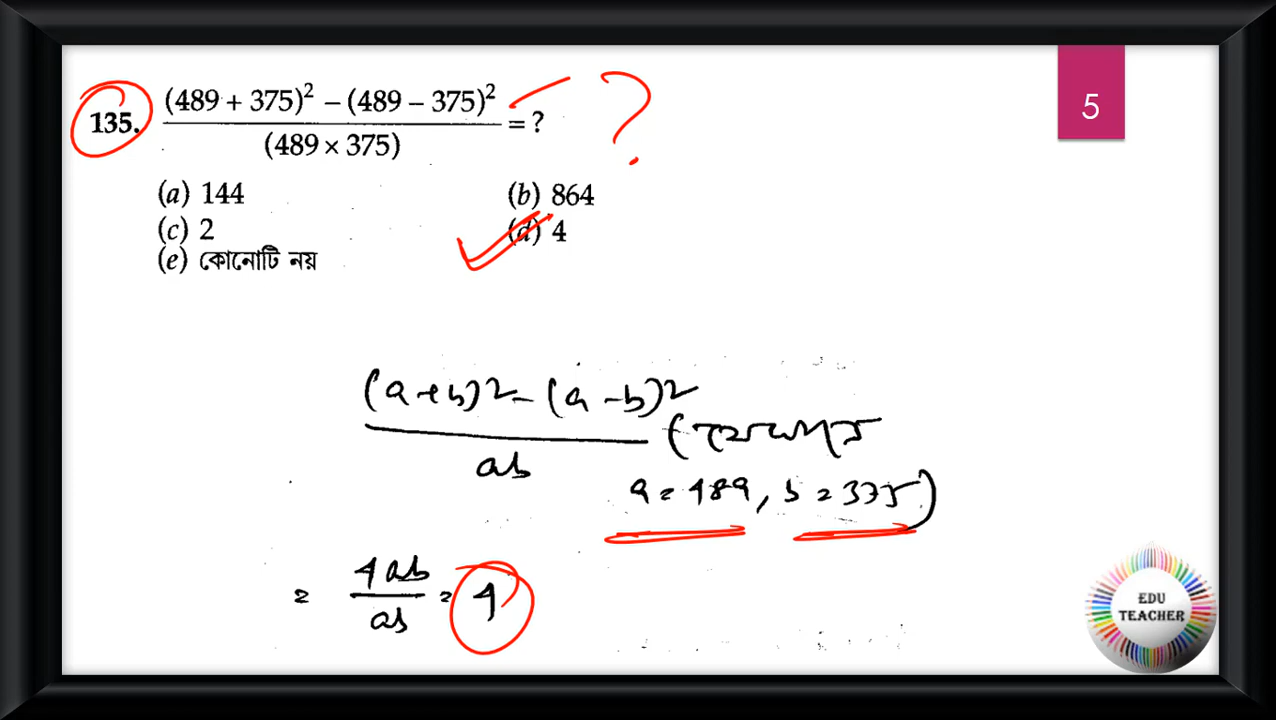 5
135. (489 + 375)² − (489 − 375)² / (489 × 375) = ? ?
(a) 144 (b) 864
(c) 2 (d) 4
(e) কোনোটি নয়
(a+b)² − (a−b)² / ab (যেখানে
a = 489, b = 375)
= 4ab / ab = 4
EDU
TEACHER